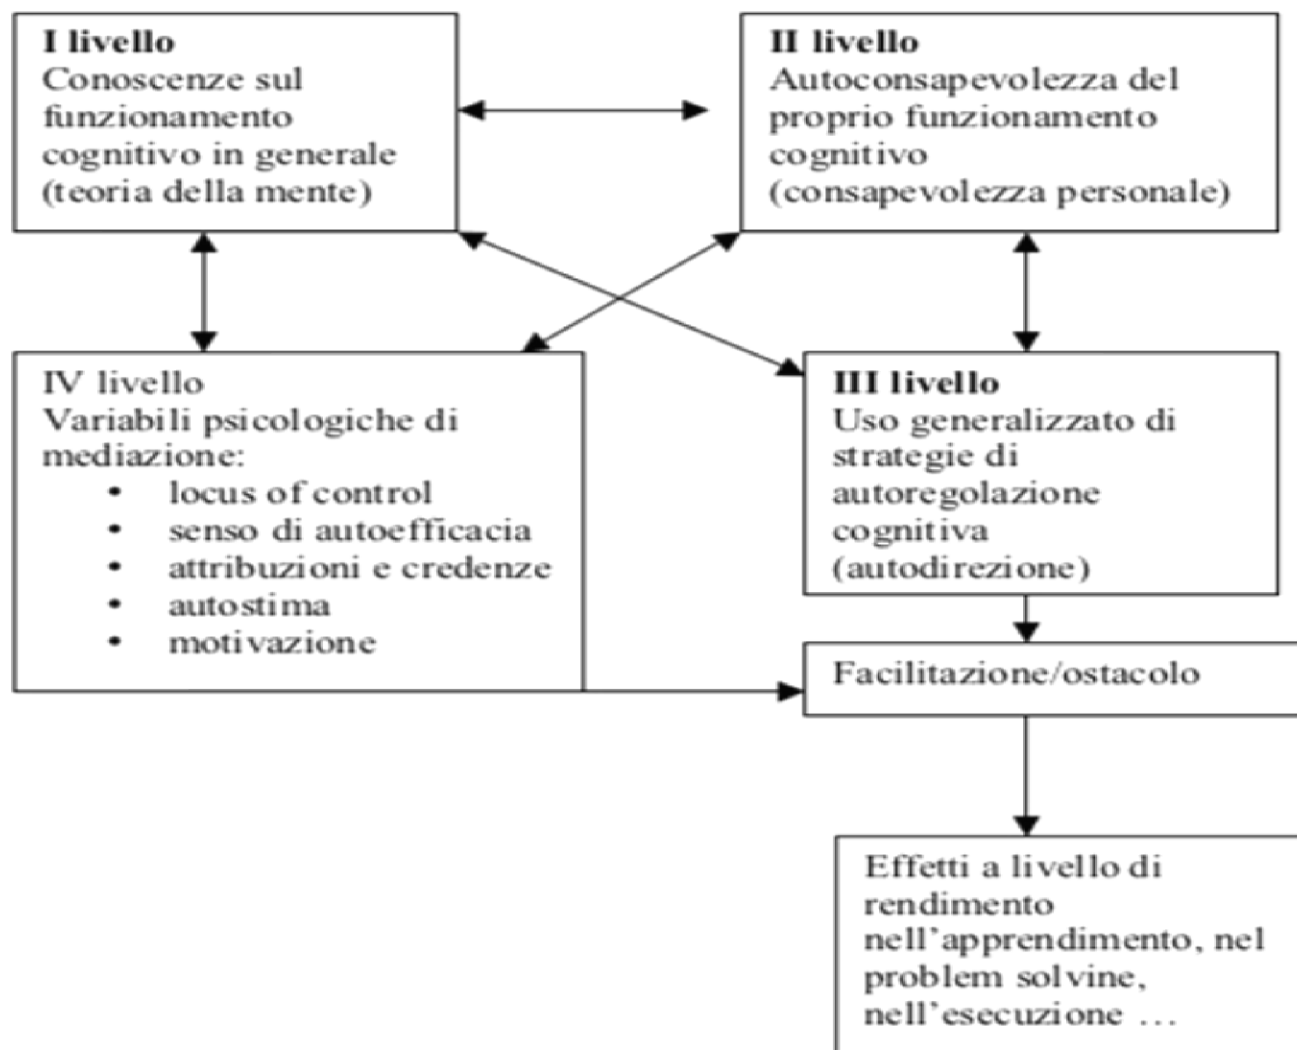 I livello
Conoscenze sul
funzionamento
cognitivo in generale
(teoria della mente)
II livello
Autoconsapevolezza del
proprio funzionamento
cognitivo
(consapevolezza personale)
IV livello
Variabili psicologiche di
mediazione:
• locus of control
• senso di autoefficacia
• attribuzioni e credenze
• autostima
• motivazione
III livello
Uso generalizzato di
strategie di
autoregolazione
cognitiva
(autodirezione)
Facilitazione/ostacolo
Effetti a livello di
rendimento
nell'apprendimento, nel
problem solvine,
nell'esecuzione ...